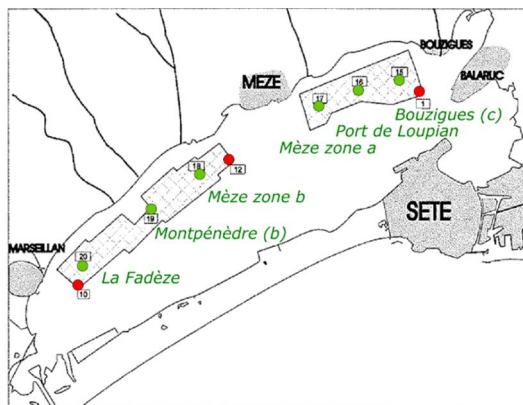 BOUZIGUES
BALARUC
MEZE
15
16
17
1
Bouzigues (c)
Port de Loupian
Mèze zone a
12
18
Mèze zone b
SETE
19
Montpénèdre (b)
MARSEILLAN
20
La Fadèze
10